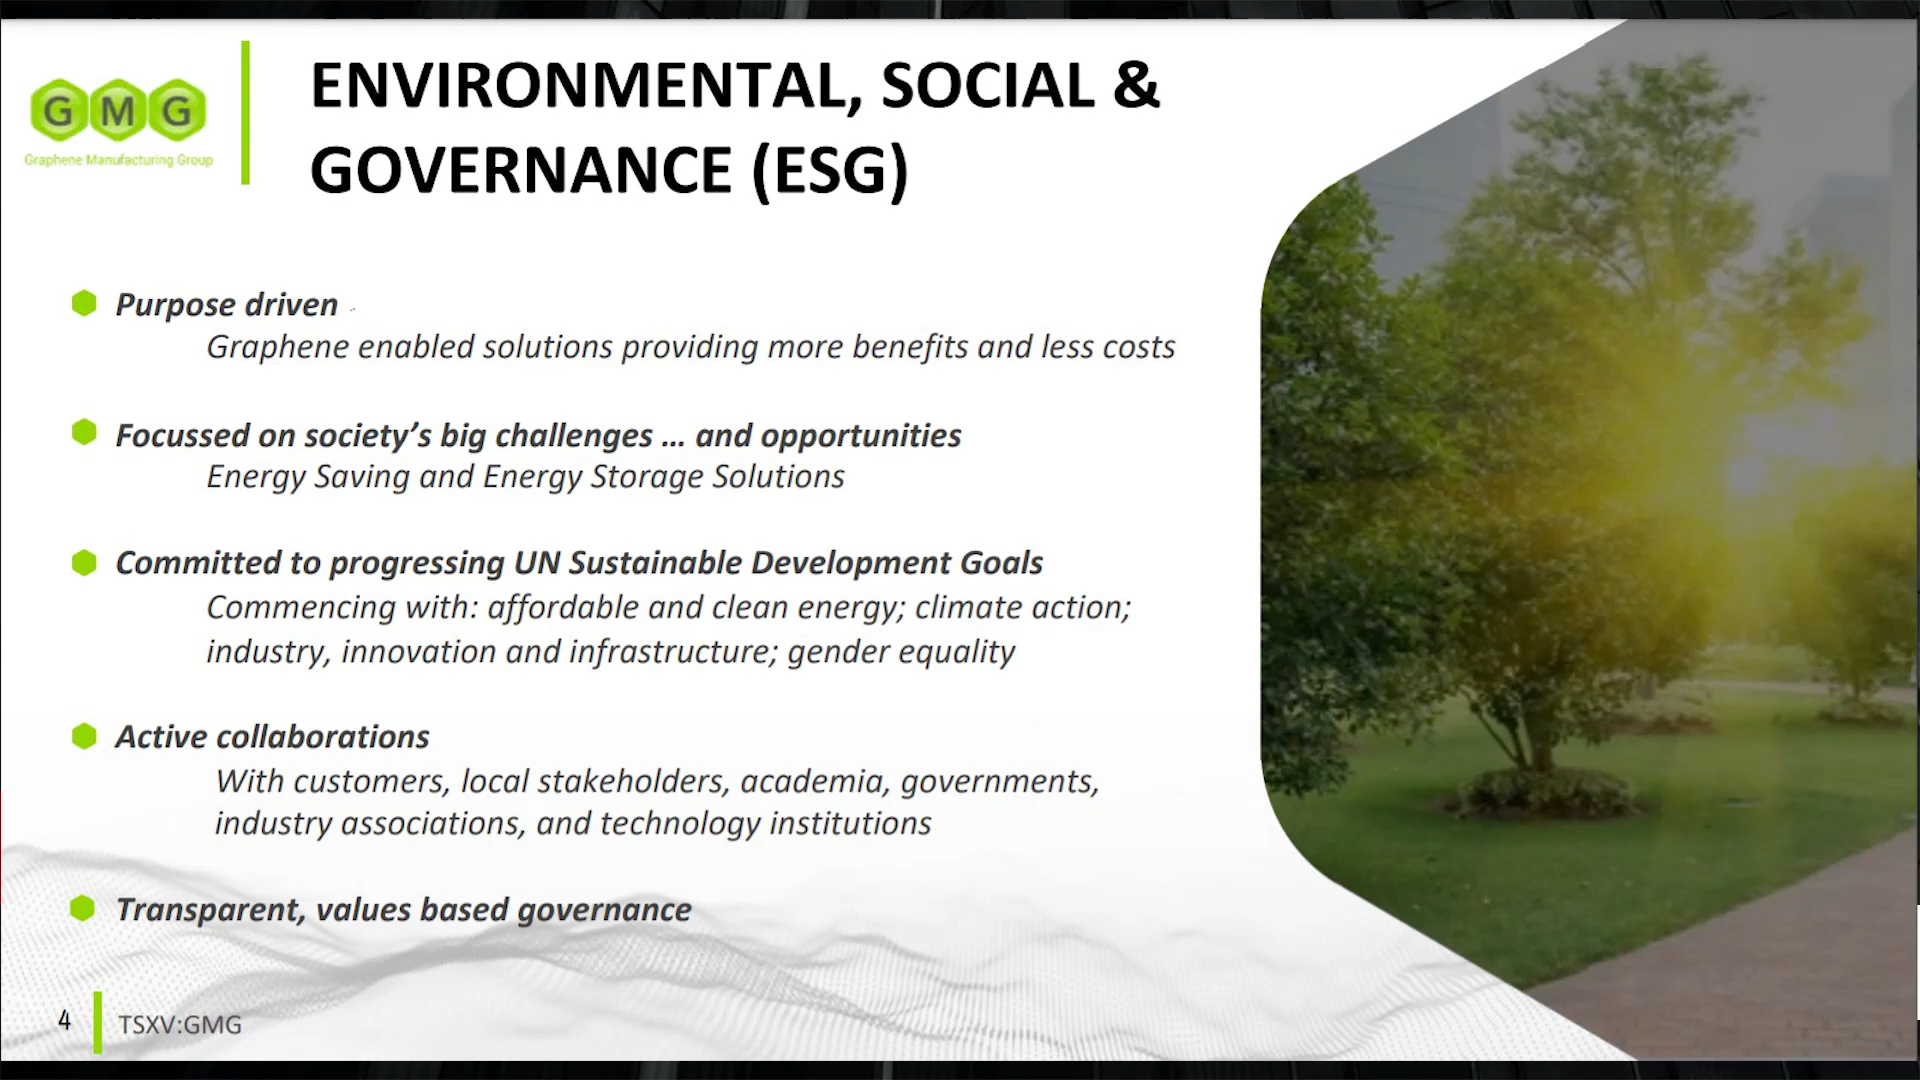 GMG
Graphene Manufacturing Group
ENVIRONMENTAL, SOCIAL &
GOVERNANCE (ESG)
Purpose driven
Graphene enabled solutions providing more benefits and less costs
Focussed on society’s big challenges … and opportunities
Energy Saving and Energy Storage Solutions
Committed to progressing UN Sustainable Development Goals
Commencing with: affordable and clean energy; climate action;
industry, innovation and infrastructure; gender equality
Active collaborations
With customers, local stakeholders, academia, governments,
industry associations, and technology institutions
Transparent, values based governance
4
TSXV:GMG